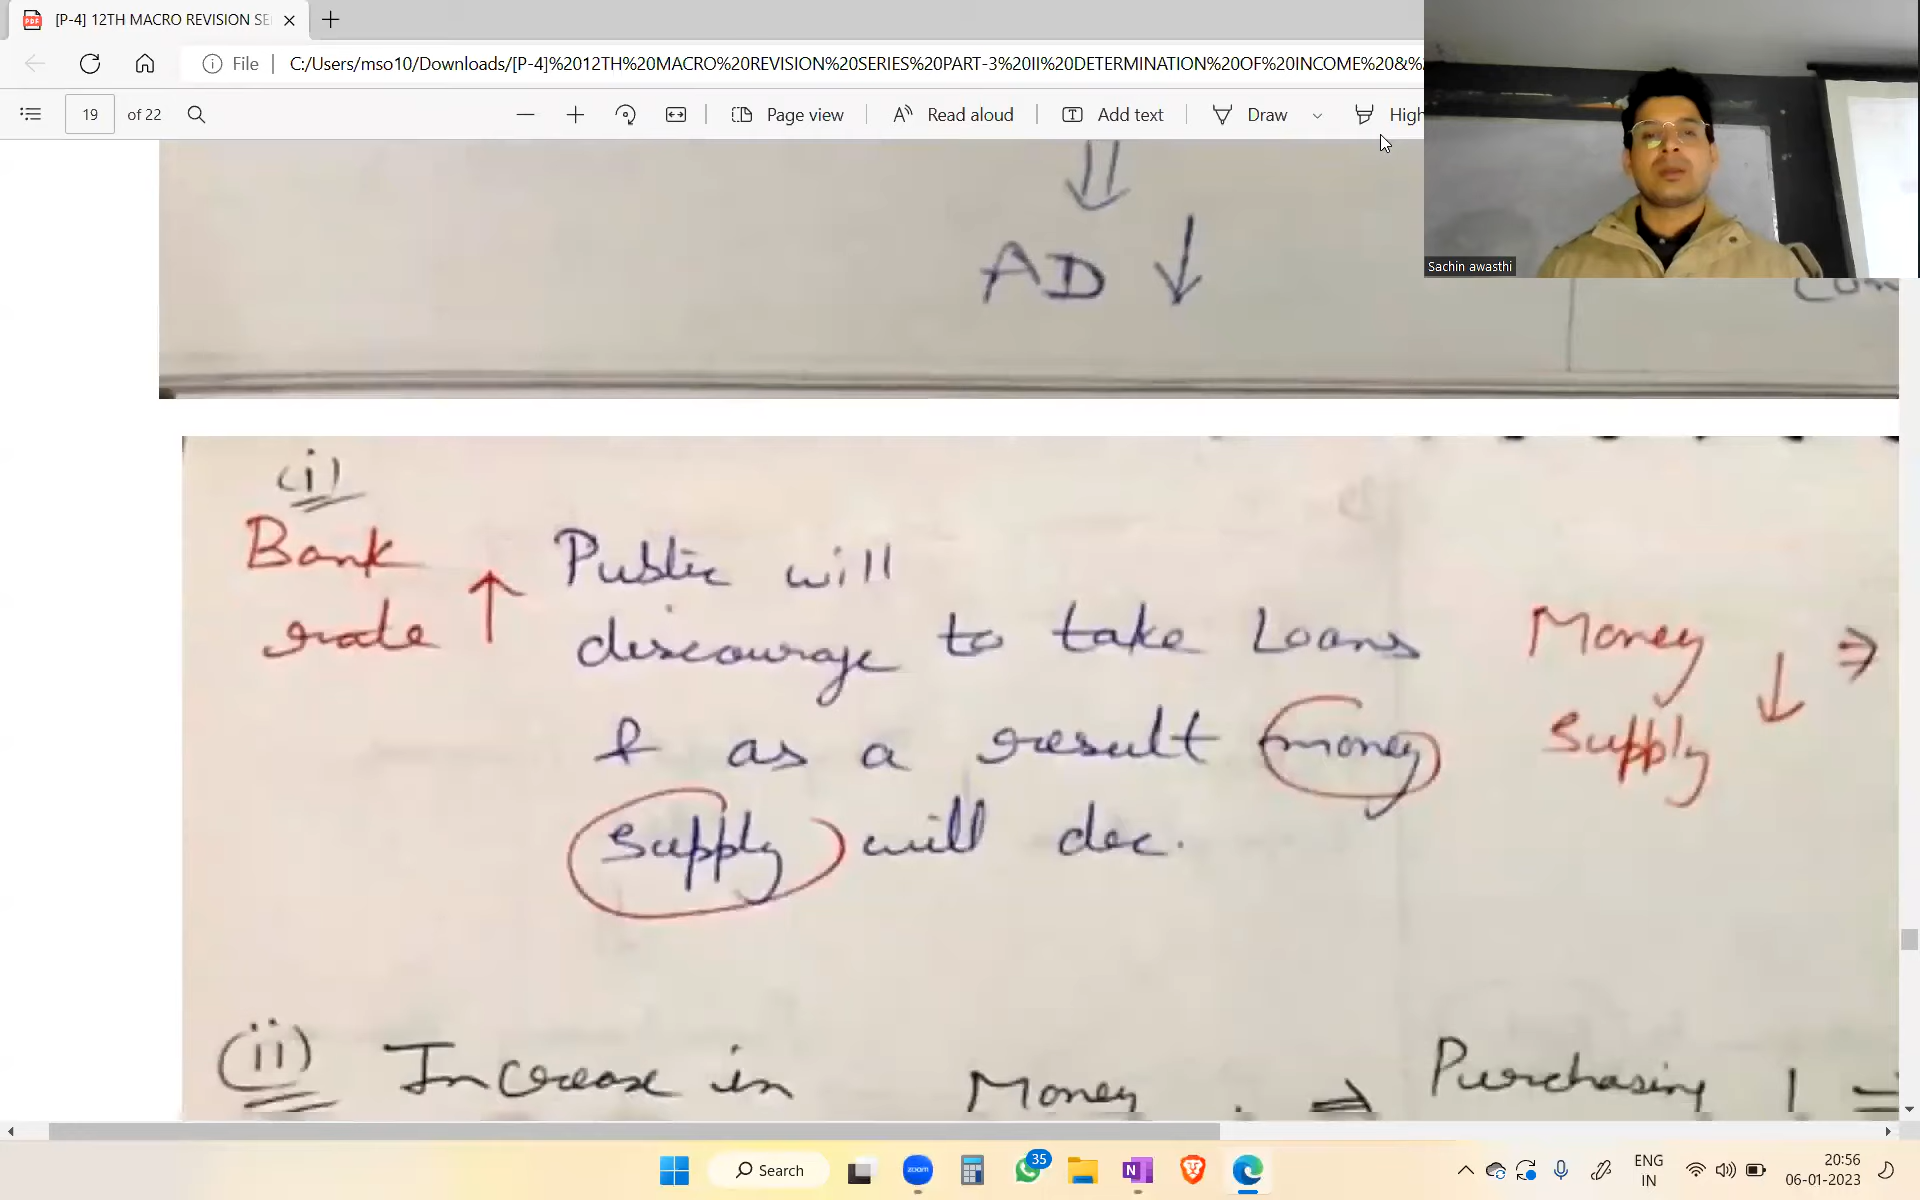 [P-4] 12TH MACRO REVISION SE
File
C:/Users/mso10/Downloads/[P-4]%2012TH%20MACRO%20REVISION%20SERIES%20PART-3%20II%20DETERMINATION%20OF%20INCOME%20&%
19 of 22
Page view
Read aloud
Add text
Draw
High
Sachin awasthi
AD ↓
(i)
Bank rate ↑
Public will
discourage to take Loans
& as a result money
supply will dec.
Money ↓ ⇒
Supply
(ii) Increase in Money ⇒ Purchasing
Search
35
zoom
ENG
IN
20:56
06-01-2023